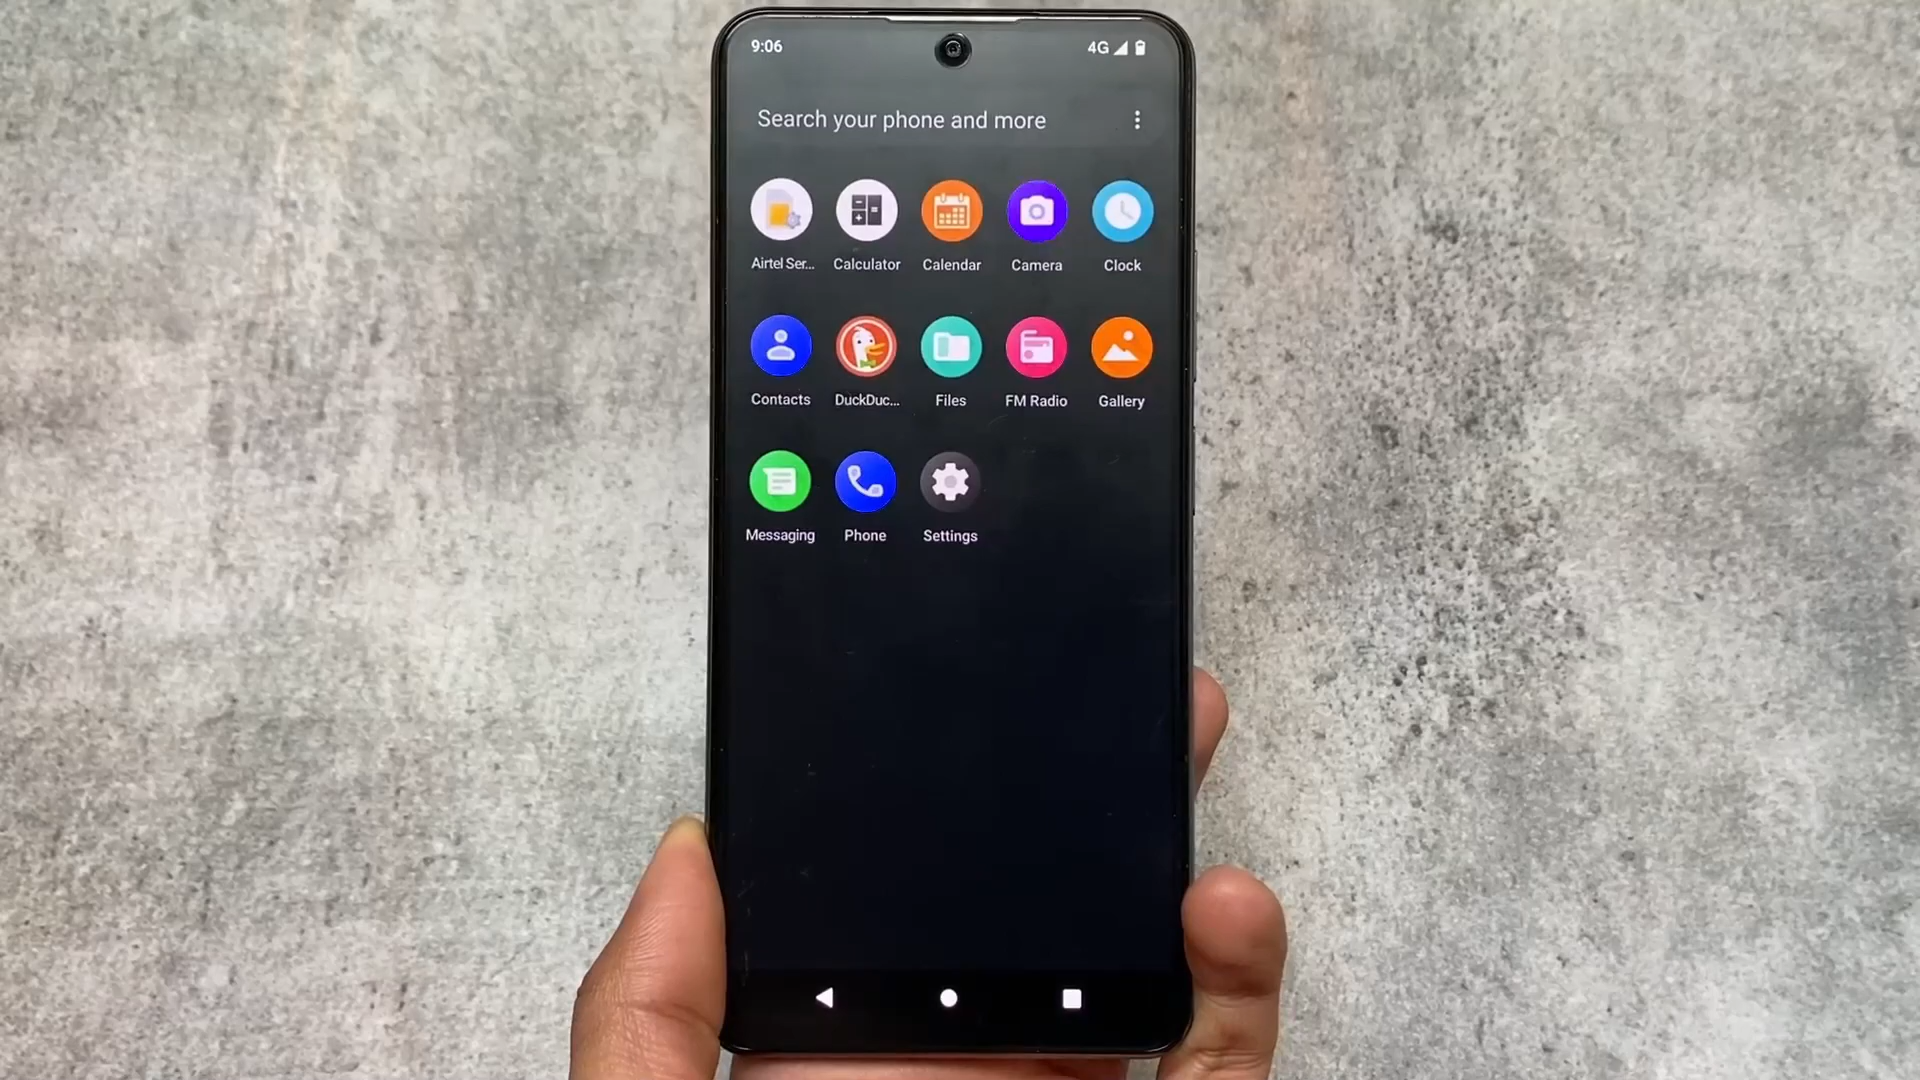 9:06
4G
Search your phone and more
Airtel Ser...
Calculator
Calendar
Camera
Clock
Contacts
DuckDuc...
Files
FM Radio
Gallery
Messaging
Phone
Settings